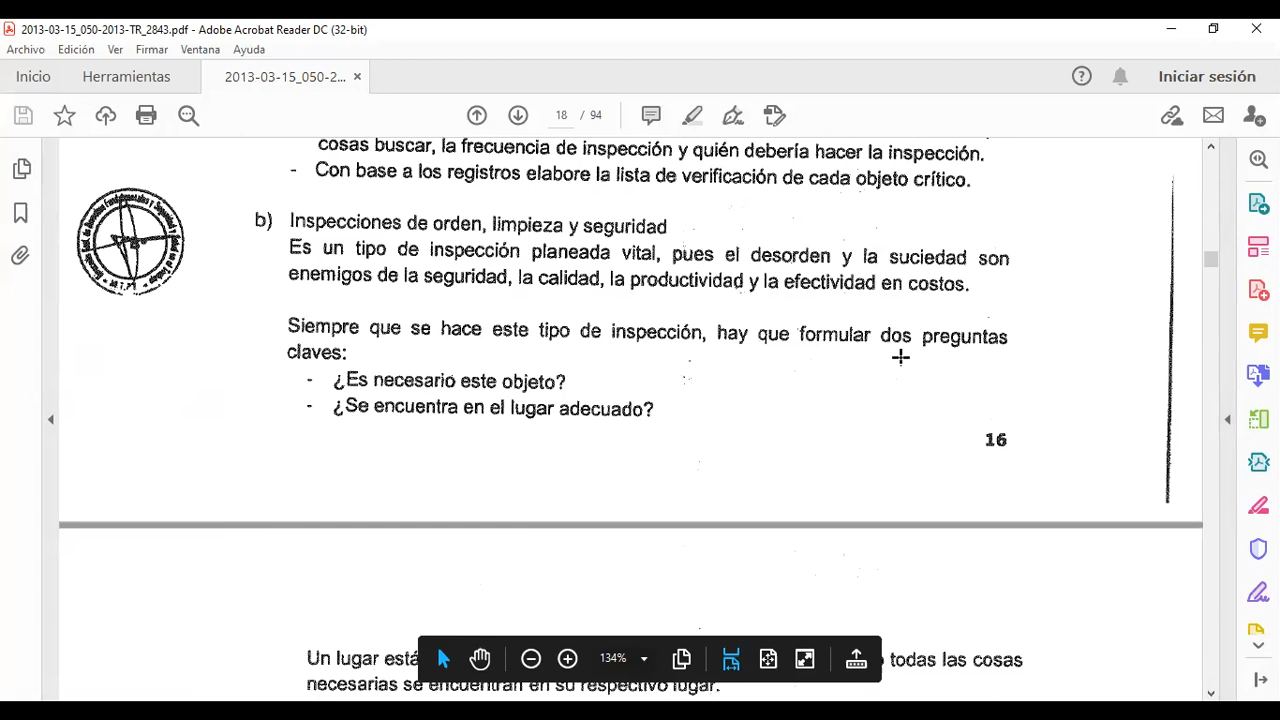 2013-03-15_050-2013-TR_2843.pdf - Adobe Acrobat Reader DC (32-bit)
Archivo Edición Ver Firmar Ventana Ayuda
Inicio Herramientas 2013-03-15_050-2... × Iniciar sesión
18 / 94
cosas buscar, la frecuencia de inspección y quién debería hacer la inspección.
- Con base a los registros elabore la lista de verificación de cada objeto crítico.
b) Inspecciones de orden, limpieza y seguridad
Es un tipo de inspección planeada vital, pues el desorden y la suciedad son
enemigos de la seguridad, la calidad, la productividad y la efectividad en costos.
Siempre que se hace este tipo de inspección, hay que formular dos preguntas
claves:
- ¿Es necesario este objeto?
- ¿Se encuentra en el lugar adecuado?
16
Un lugar está
todas las cosas
necesarias se encuentran en su respectivo lugar.
134%